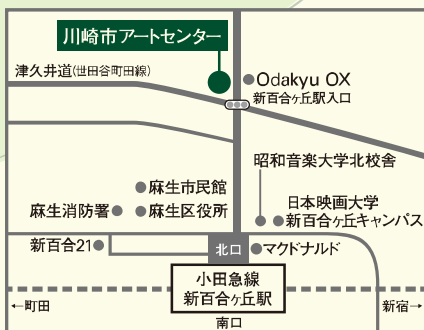 川崎市アートセンター
津久井道(世田谷町田線)
Odakyu OX
新百合ヶ丘駅入口
昭和音楽大学北校舎
麻生市民館
麻生消防署
麻生区役所
日本映画大学
新百合ヶ丘キャンパス
新百合21
北口
マクドナルド
小田急線
新百合ヶ丘駅
←町田
新宿→
南口